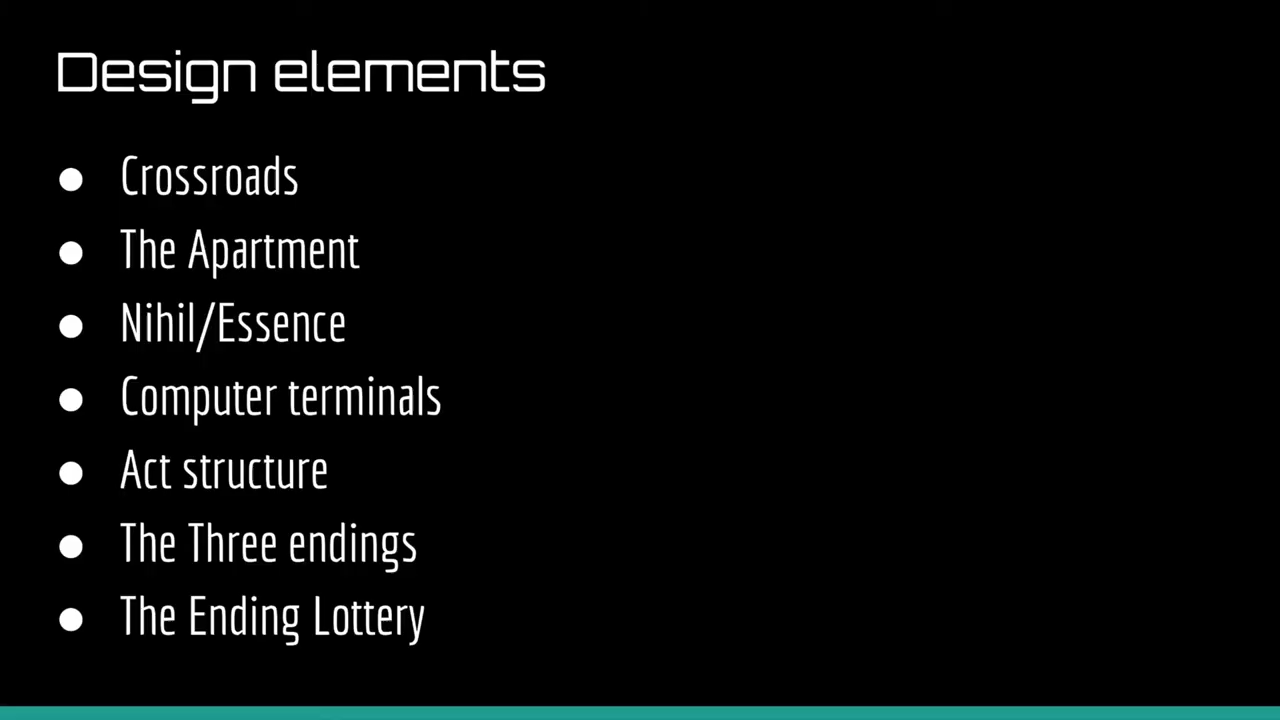 Design elements
● Crossroads
● The Apartment
● Nihil/Essence
● Computer terminals
● Act structure
● The Three endings
● The Ending Lottery